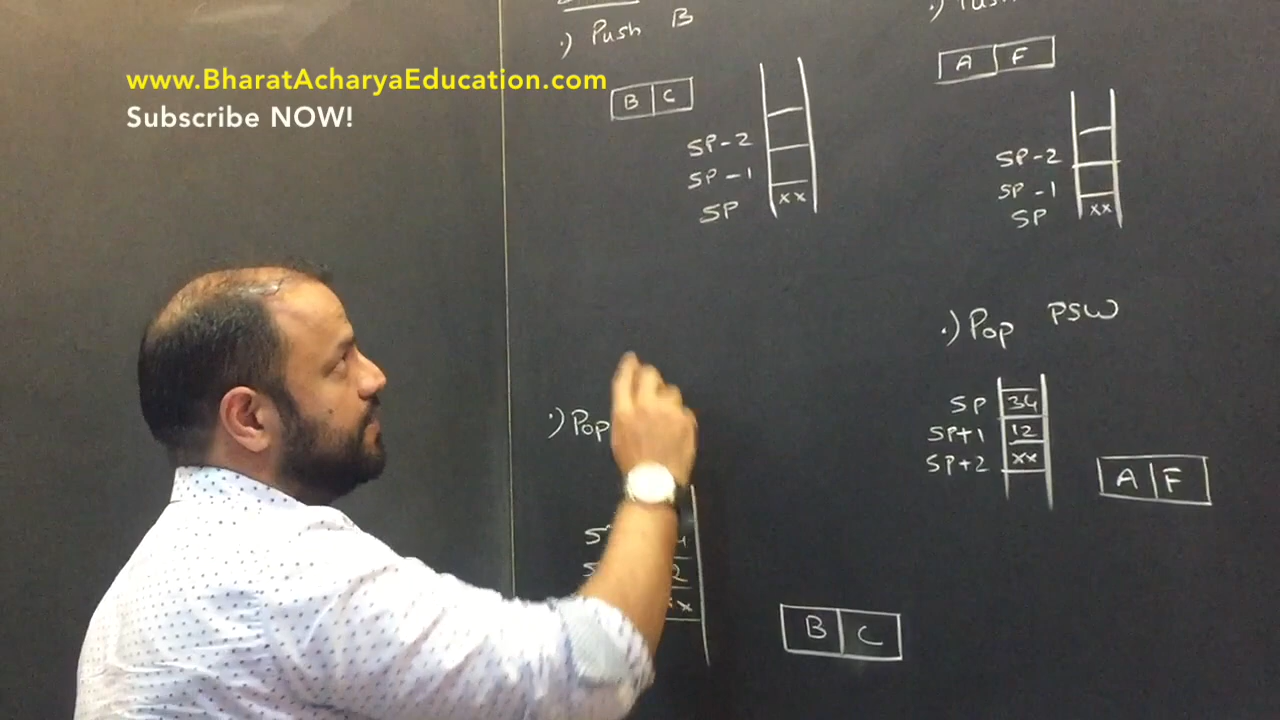 .) Push B
www.BharatAcharyaEducation.com
Subscribe NOW!
B C
SP-2
SP-1
SP
xx
A F
SP-2
SP-1
SP
xx
.) Pop PSW
SP 34
SP+1 12
SP+2 xx
A F
.) Pop
B C